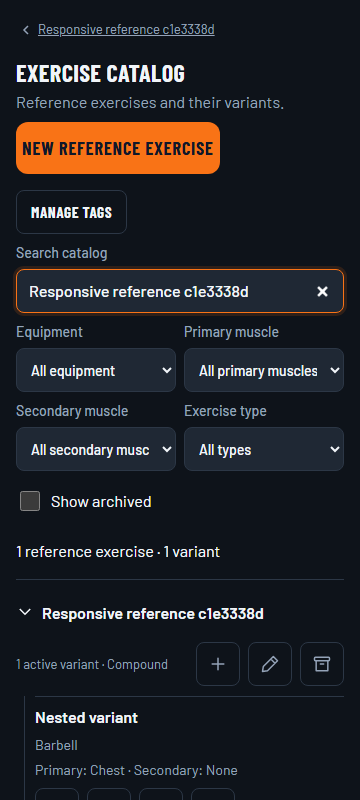 Responsive reference c1e3338d
EXERCISE CATALOG
Reference exercises and their variants.
NEW REFERENCE EXERCISE
MANAGE TAGS
Search catalog
Responsive reference c1e3338d
Equipment
Primary muscle
All equipment
All primary muscles
Secondary muscle
Exercise type
All secondary musc
All types
Show archived
1 reference exercise · 1 variant
Responsive reference c1e3338d
1 active variant · Compound
Nested variant
Barbell
Primary: Chest · Secondary: None